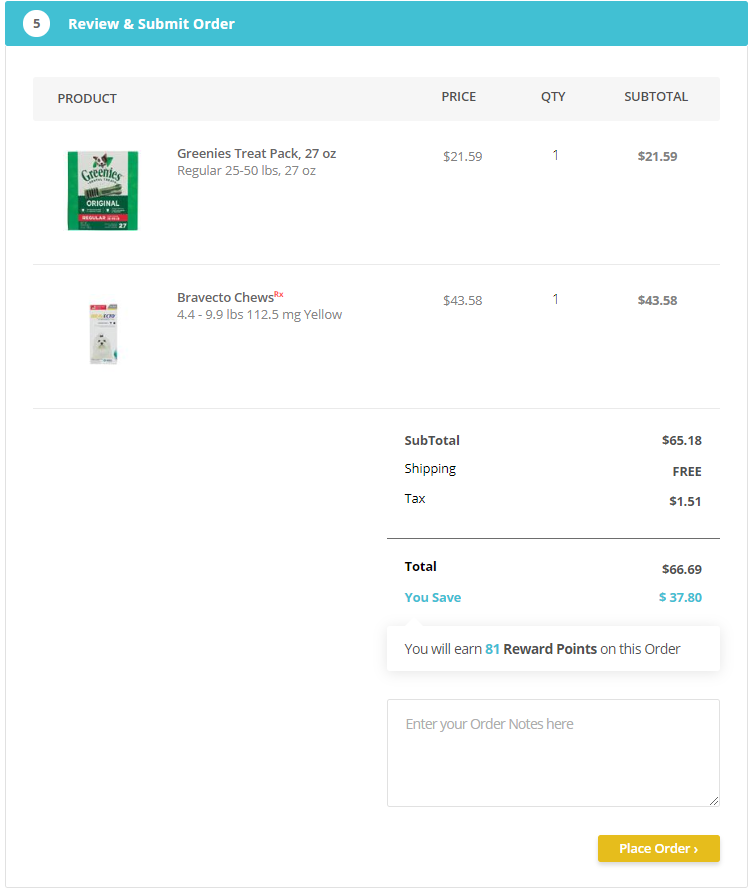 5 Review & Submit Order
PRODUCT PRICE QTY SUBTOTAL
Greenies
ORIGINAL
REGULAR
27
Greenies Treat Pack, 27 oz $21.59 1 $21.59
Regular 25-50 lbs, 27 oz
Bravecto Chews Rx $43.58 1 $43.58
4.4 - 9.9 lbs 112.5 mg Yellow
SubTotal $65.18
Shipping FREE
Tax $1.51
Total $66.69
You Save $ 37.80
You will earn 81 Reward Points on this Order
Enter your Order Notes here
Place Order ›